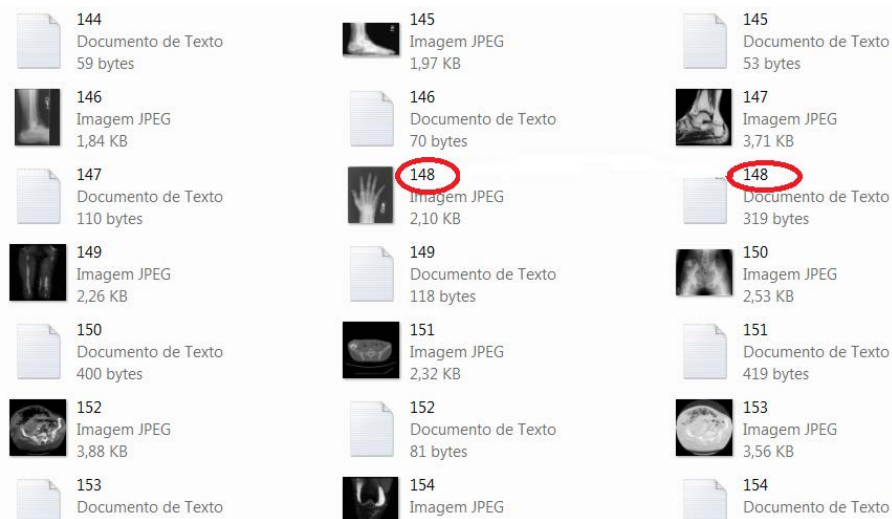 144
Documento de Texto
59 bytes
145
Imagem JPEG
1,97 KB
145
Documento de Texto
53 bytes
146
Imagem JPEG
1,84 KB
146
Documento de Texto
70 bytes
147
Imagem JPEG
3,71 KB
147
Documento de Texto
110 bytes
148
Imagem JPEG
2,10 KB
148
Documento de Texto
319 bytes
149
Imagem JPEG
2,26 KB
149
Documento de Texto
118 bytes
150
Imagem JPEG
2,53 KB
150
Documento de Texto
400 bytes
151
Imagem JPEG
2,32 KB
151
Documento de Texto
419 bytes
152
Imagem JPEG
3,88 KB
152
Documento de Texto
81 bytes
153
Imagem JPEG
3,56 KB
153
Documento de Texto
154
Imagem JPEG
154
Documento de Texto